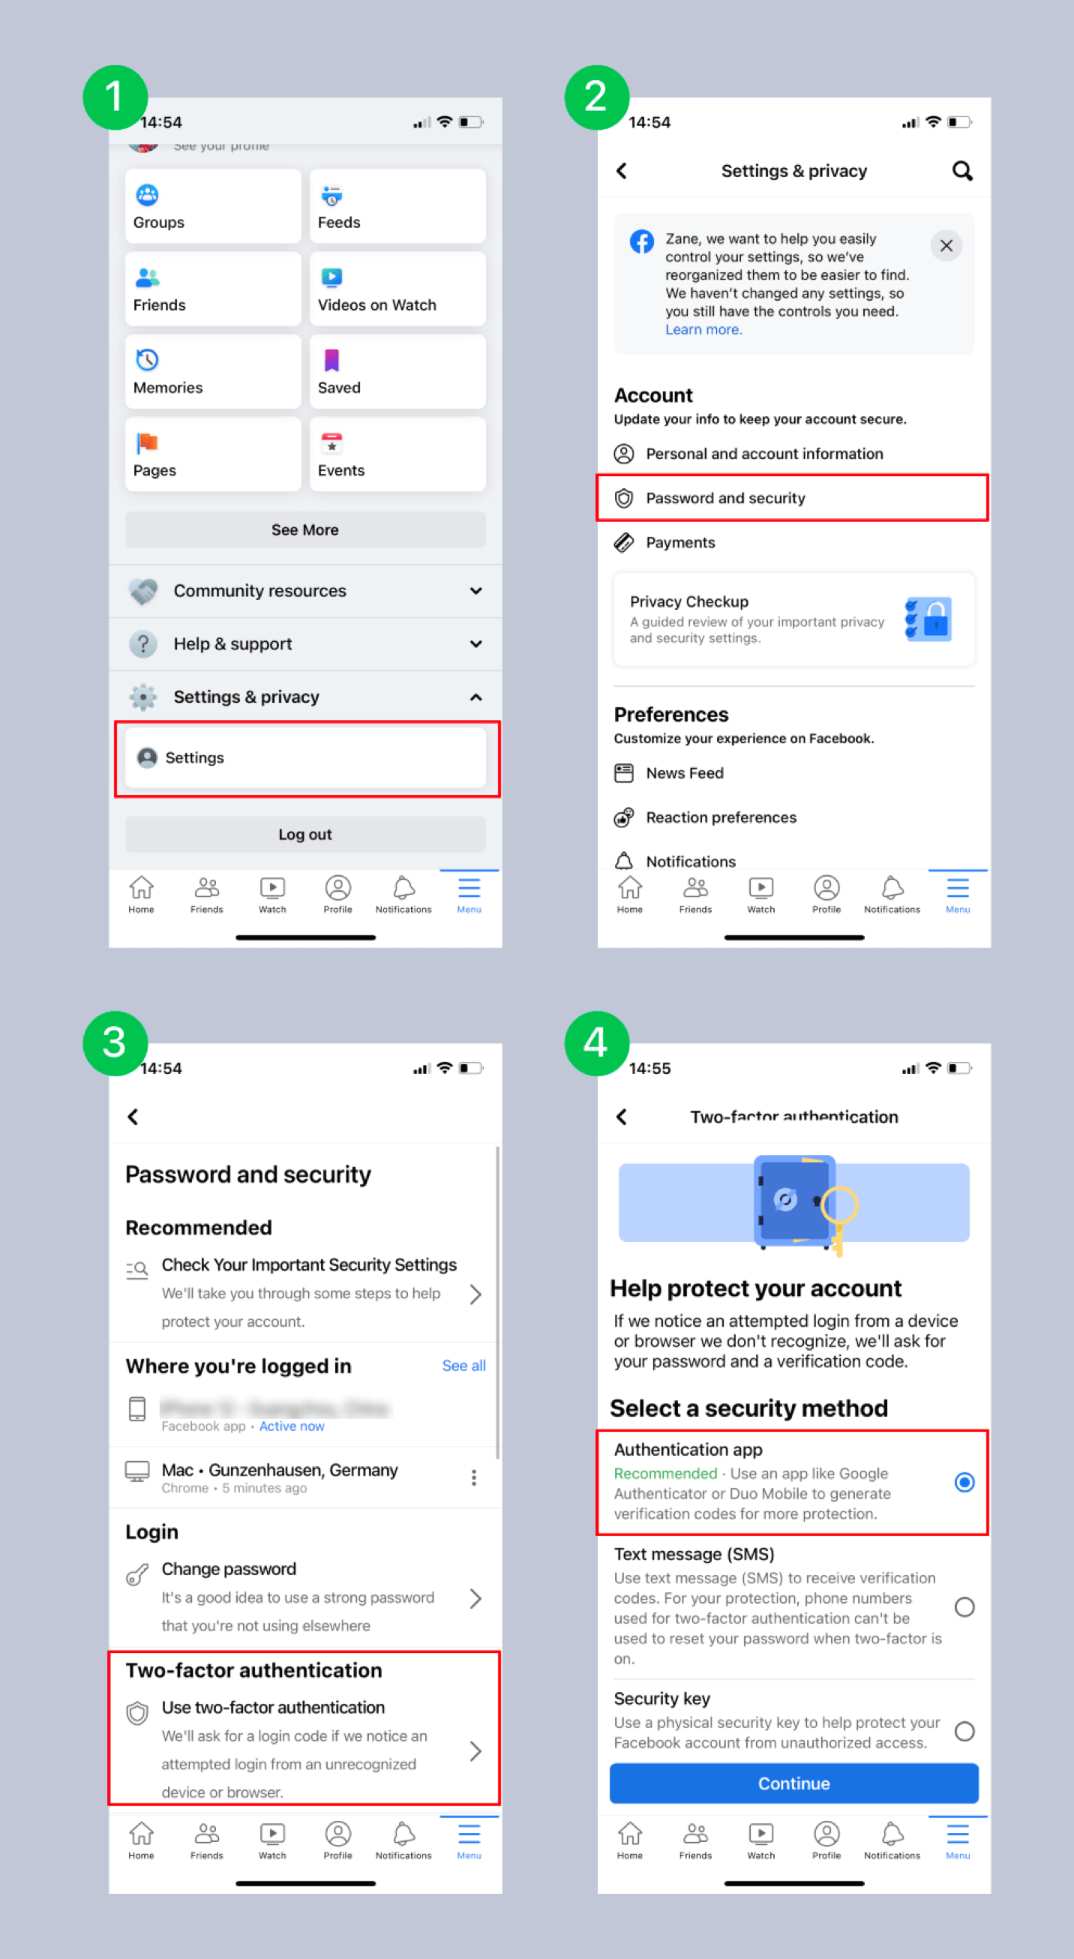 1
14:54
See your profile
Groups
Feeds
Friends
Videos on Watch
Memories
Saved
Pages
Events
See More
Community resources
Help & support
Settings & privacy
Settings
Log out
Home Friends Watch Profile Notifications Menu
2
14:54
Settings & privacy
Zane, we want to help you easily
control your settings, so we've
reorganized them to be easier to find.
We haven't changed any settings, so
you still have the controls you need.
Learn more.
Account
Update your info to keep your account secure.
Personal and account information
Password and security
Payments
Privacy Checkup
A guided review of your important privacy
and security settings.
Preferences
Customize your experience on Facebook.
News Feed
Reaction preferences
Notifications
Home Friends Watch Profile Notifications Menu
3
14:54
Password and security
Recommended
Check Your Important Security Settings
We'll take you through some steps to help
protect your account.
Where you're logged in See all
Facebook app • Active now
Mac • Gunzenhausen, Germany
Chrome • 5 minutes ago
Login
Change password
It's a good idea to use a strong password
that you're not using elsewhere
Two-factor authentication
Use two-factor authentication
We'll ask for a login code if we notice an
attempted login from an unrecognized
device or browser.
Home Friends Watch Profile Notifications Menu
4
14:55
Two-factor authentication
Help protect your account
If we notice an attempted login from a device
or browser we don't recognize, we'll ask for
your password and a verification code.
Select a security method
Authentication app
Recommended · Use an app like Google
Authenticator or Duo Mobile to generate
verification codes for more protection.
Text message (SMS)
Use text message (SMS) to receive verification
codes. For your protection, phone numbers
used for two-factor authentication can't be
used to reset your password when two-factor is
on.
Security key
Use a physical security key to help protect your
Facebook account from unauthorized access.
Continue
Home Friends Watch Profile Notifications Menu